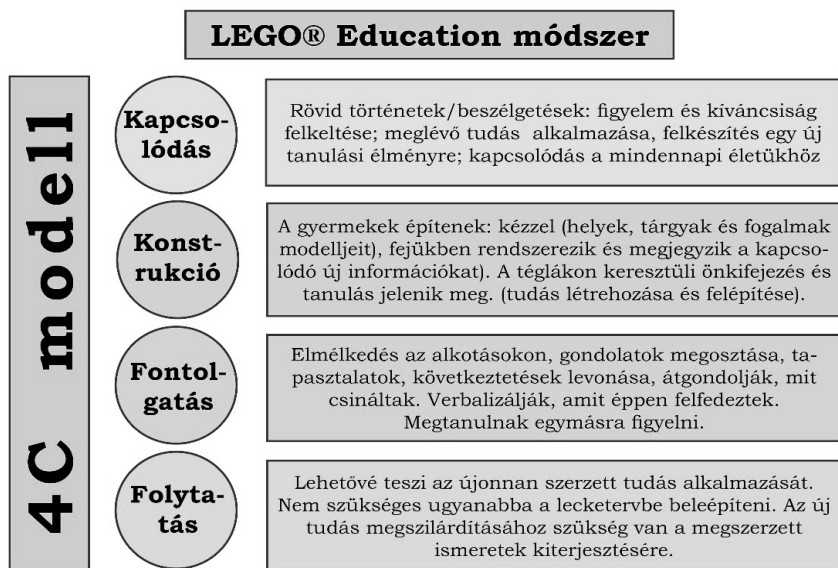 LEGO® Education módszer
4C modell
Kapcso-
lódás
Rövid történetek/beszélgetések: figyelem és kíváncsiság
felkeltése; meglévő tudás alkalmazása, felkészítés egy új
tanulási élményre; kapcsolódás a mindennapi életükhöz
Konst-
rukció
A gyermekek építenek: kézzel (helyek, tárgyak és fogalmak
modelljeit), fejükben rendszerezik és megjegyzik a kapcso-
lódó új információkat). A téglákon keresztüli önkifejezés és
tanulás jelenik meg. (tudás létrehozása és felépítése).
Fontol-
gatás
Elmélkedés az alkotásokon, gondolatok megosztása, ta-
pasztalatok, következtetések levonása, átgondolják, mit
csináltak. Verbalizálják, amit éppen felfedeztek.
Megtanulnak egymásra figyelni.
Folyta-
tás
Lehetővé teszi az újonnan szerzett tudás alkalmazását.
Nem szükséges ugyanabba a lecketervbe beleépíteni. Az új
tudás megszilárdításához szükség van a megszerzett
ismeretek kiterjesztésére.